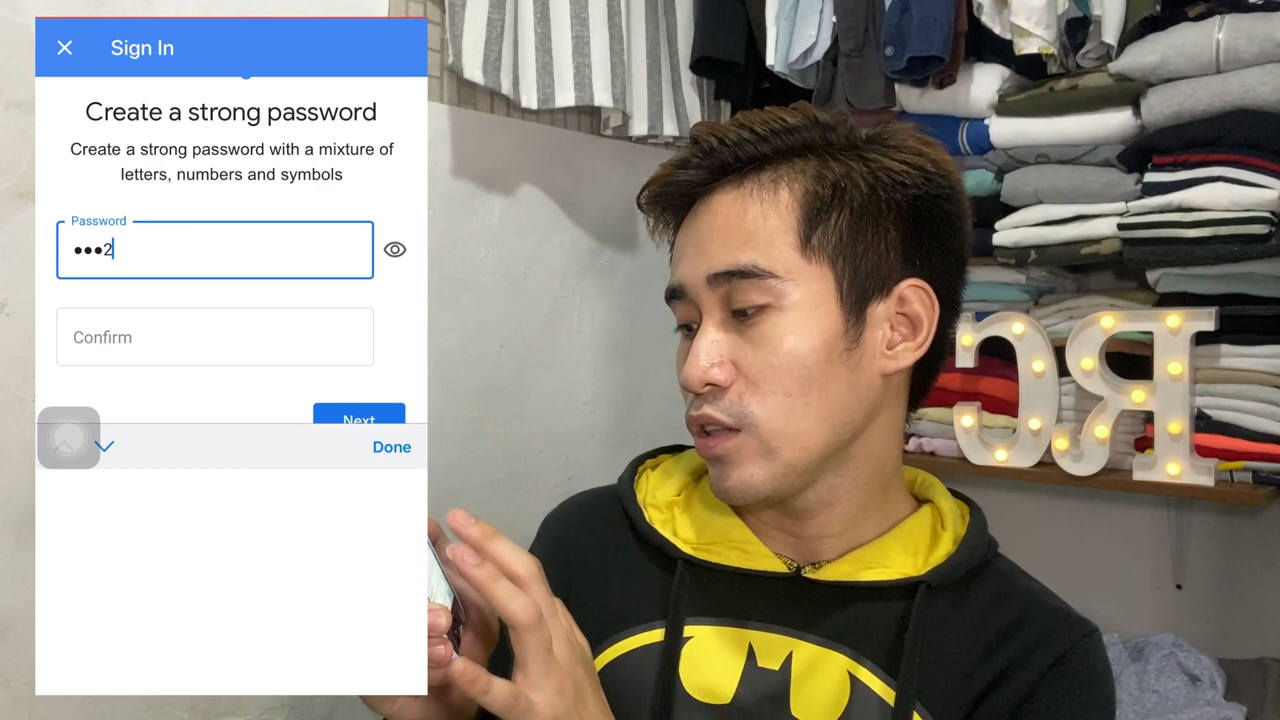 Sign In
Create a strong password
Create a strong password with a mixture of
letters, numbers and symbols
Password
•••2
Confirm
Next
Done
RC